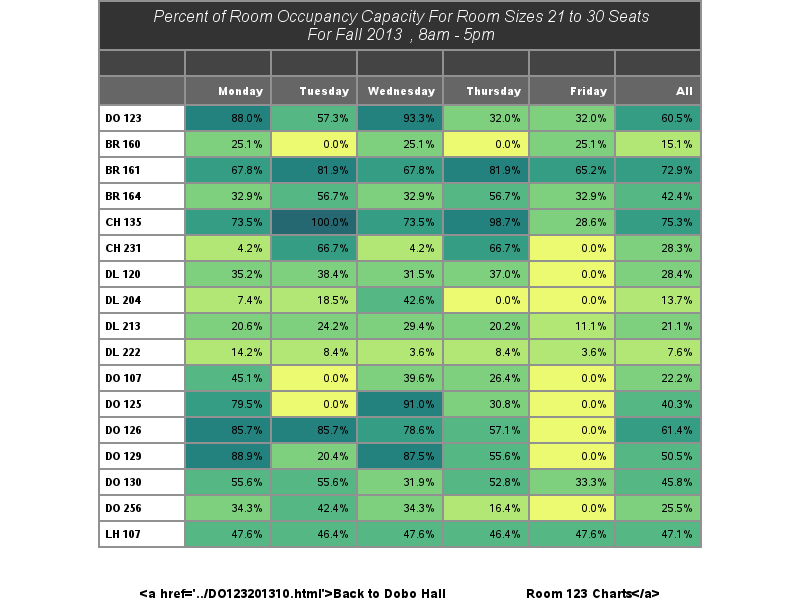 Percent of Room Occupancy Capacity For Room Sizes 21 to 30 Seats
For Fall 2013 , 8am - 5pm
Monday Tuesday Wednesday Thursday Friday All
DO 123 88.0% 57.3% 93.3% 32.0% 32.0% 60.5%
BR 160 25.1% 0.0% 25.1% 0.0% 25.1% 15.1%
BR 161 67.8% 81.9% 67.8% 81.9% 65.2% 72.9%
BR 164 32.9% 56.7% 32.9% 56.7% 32.9% 42.4%
CH 135 73.5% 100.0% 73.5% 98.7% 28.6% 75.3%
CH 231 4.2% 66.7% 4.2% 66.7% 0.0% 28.3%
DL 120 35.2% 38.4% 31.5% 37.0% 0.0% 28.4%
DL 204 7.4% 18.5% 42.6% 0.0% 0.0% 13.7%
DL 213 20.6% 24.2% 29.4% 20.2% 11.1% 21.1%
DL 222 14.2% 8.4% 3.6% 8.4% 3.6% 7.6%
DO 107 45.1% 0.0% 39.6% 26.4% 0.0% 22.2%
DO 125 79.5% 0.0% 91.0% 30.8% 0.0% 40.3%
DO 126 85.7% 85.7% 78.6% 57.1% 0.0% 61.4%
DO 129 88.9% 20.4% 87.5% 55.6% 0.0% 50.5%
DO 130 55.6% 55.6% 31.9% 52.8% 33.3% 45.8%
DO 256 34.3% 42.4% 34.3% 16.4% 0.0% 25.5%
LH 107 47.6% 46.4% 47.6% 46.4% 47.6% 47.1%
<a href='../DO123201310.html'>Back to Dobo Hall Room 123 Charts</a>